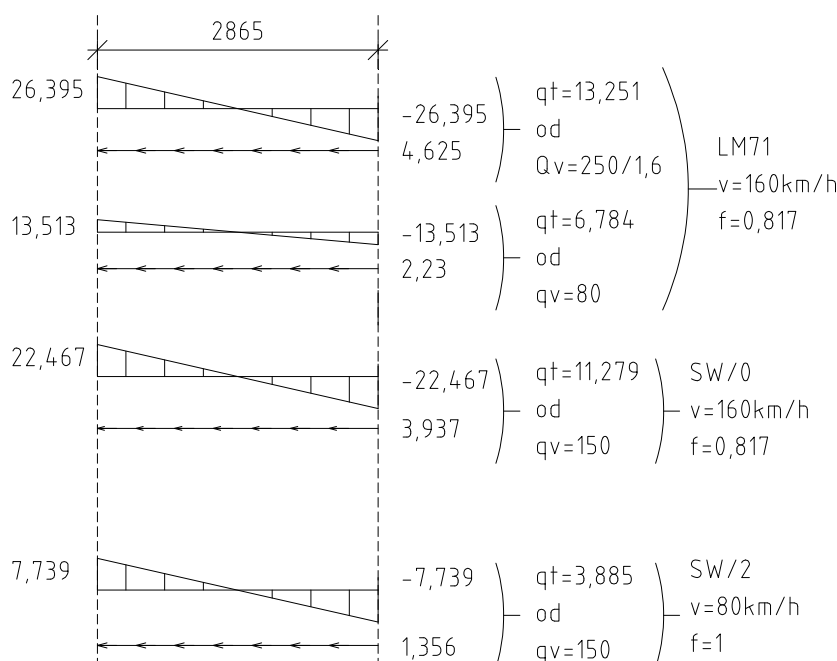 2865
26,395
-26,395
4,625
qt=13,251
od
Qv=250/1,6
13,513
-13,513
2,23
qt=6,784
od
qv=80
LM71
v=160km/h
f=0,817
22,467
-22,467
3,937
qt=11,279
od
qv=150
SW/0
v=160km/h
f=0,817
7,739
-7,739
1,356
qt=3,885
od
qv=150
SW/2
v=80km/h
f=1